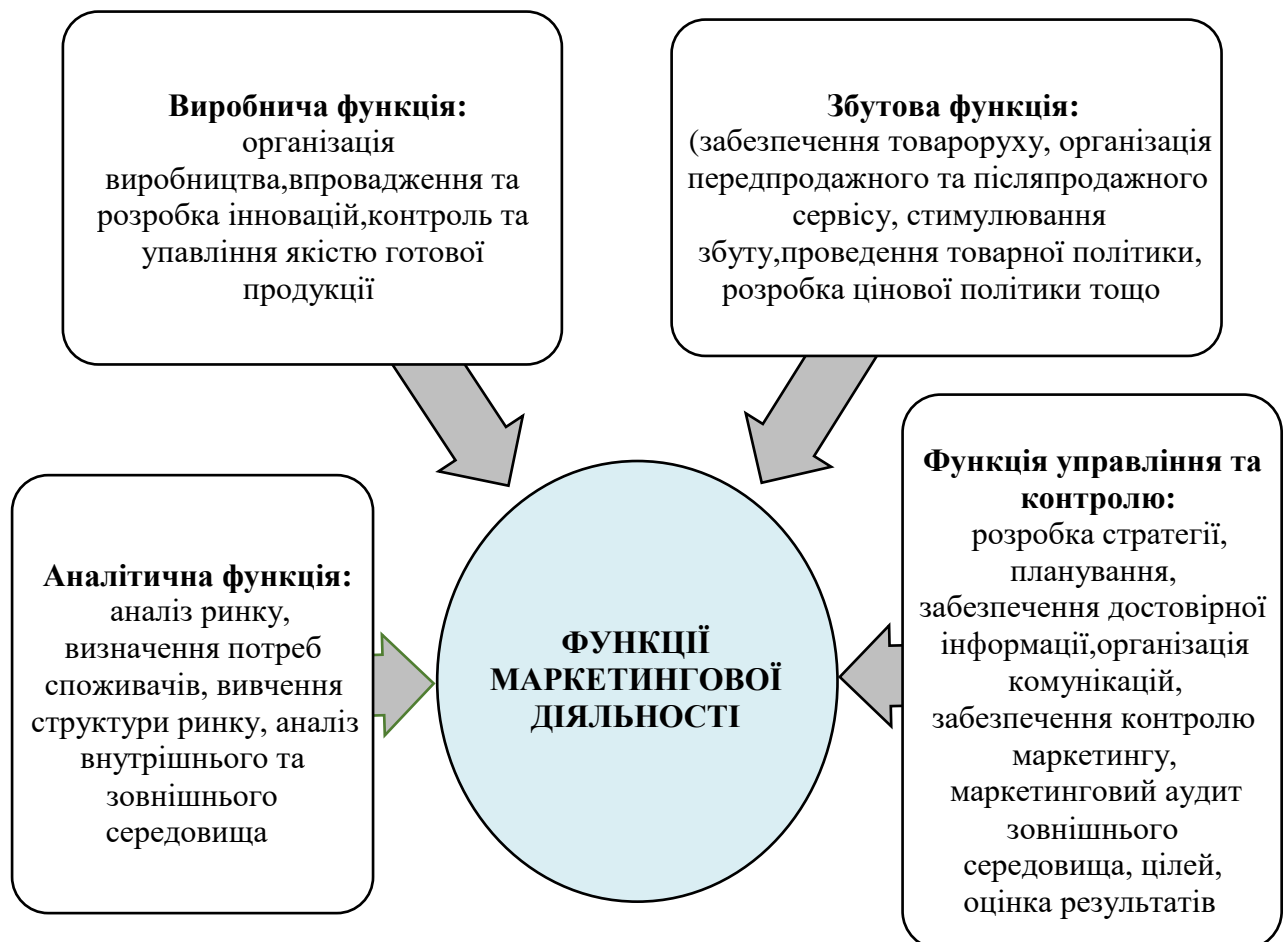 Виробнича функція:
організація
виробництва,впровадження та
розробка інновацій,контроль та
упавління якістю готової
продукції
Збутова функція:
(забезпечення товароруху, організація
передпродажного та післяпродажного
сервісу, стимулювання
збуту,проведення товарної політики,
розробка цінової політики тощо
Аналітична функція:
аналіз ринку,
визначення потреб
споживачів, вивчення
структури ринку, аналіз
внутрішнього та
зовнішнього
середовища
ФУНКЦІЇ
МАРКЕТИНГОВОЇ
ДІЯЛЬНОСТІ
Функція управління та
контролю:
розробка стратегії,
планування,
забезпечення достовірної
інформації,організація
комунікацій,
забезпечення контролю
маркетингу,
маркетинговий аудит
зовнішнього
середовища, цілей,
оцінка результатів